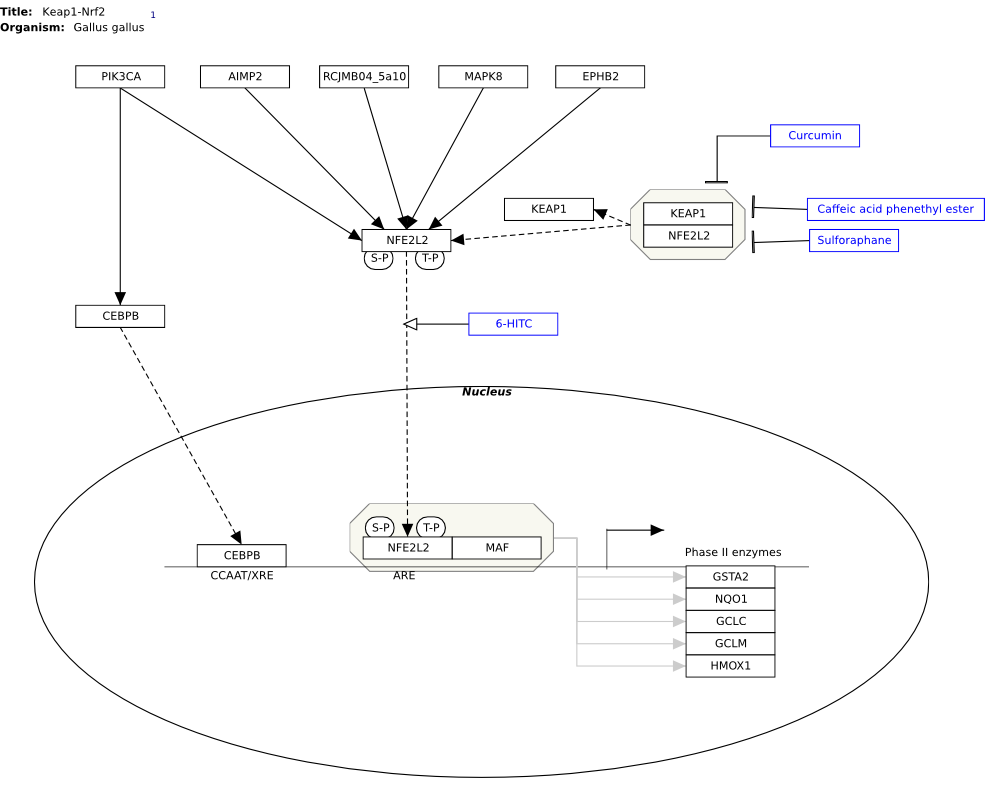 Title: Keap1-Nrf2 1
Organism: Gallus gallus
PIK3CA AIMP2 RCJMB04_5a10 MAPK8 EPHB2
Curcumin
KEAP1 KEAP1 Caffeic acid phenethyl ester
NFE2L2 NFE2L2 Sulforaphane
S-P T-P
CEBPB 6-HITC
Nucleus
S-P T-P
CEBPB NFE2L2 MAF Phase II enzymes
CCAAT/XRE ARE GSTA2
NQO1
GCLC
GCLM
HMOX1